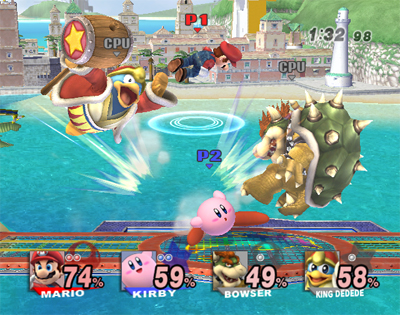 P1
1:32 98
CPU
CPU
P2
74%
59%
49%
58%
MARIO
KIRBY
BOWSER
KING DEDEDE